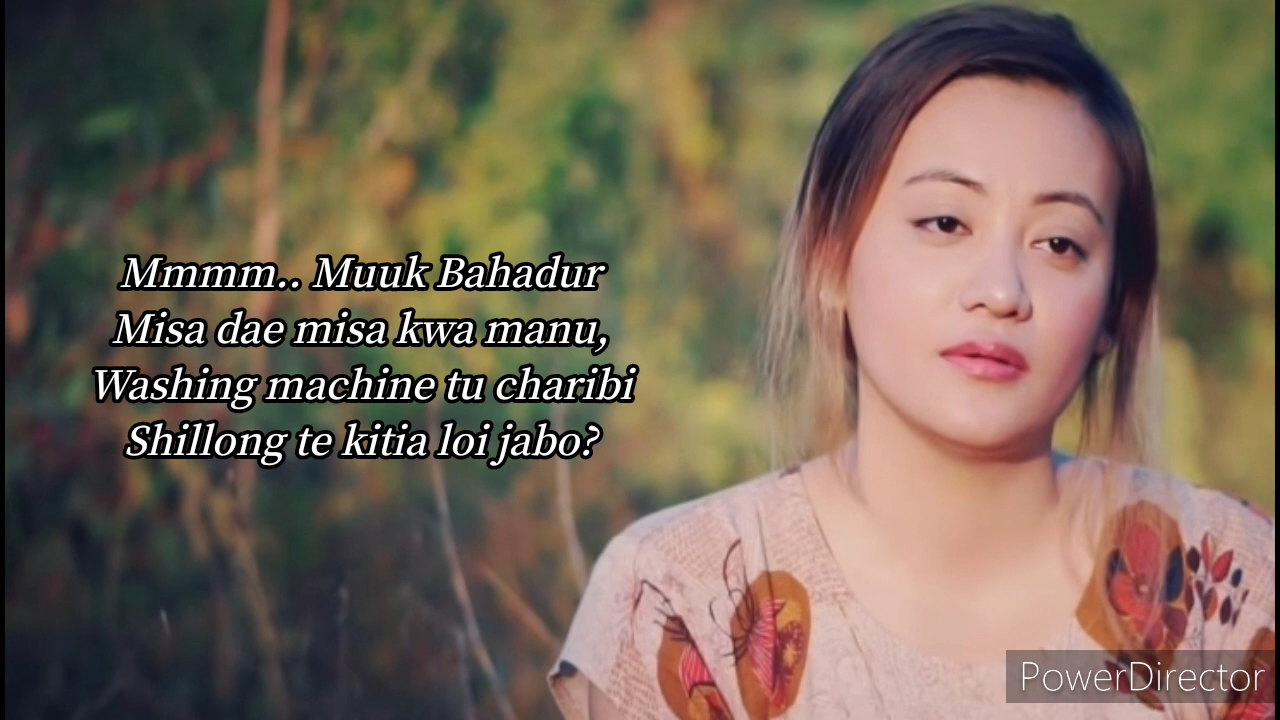 Mmmm.. Muuk Bahadur
Misa dae misa kwa manu,
Washing machine tu charibi
Shillong te kitia loi jabo?
PowerDirector